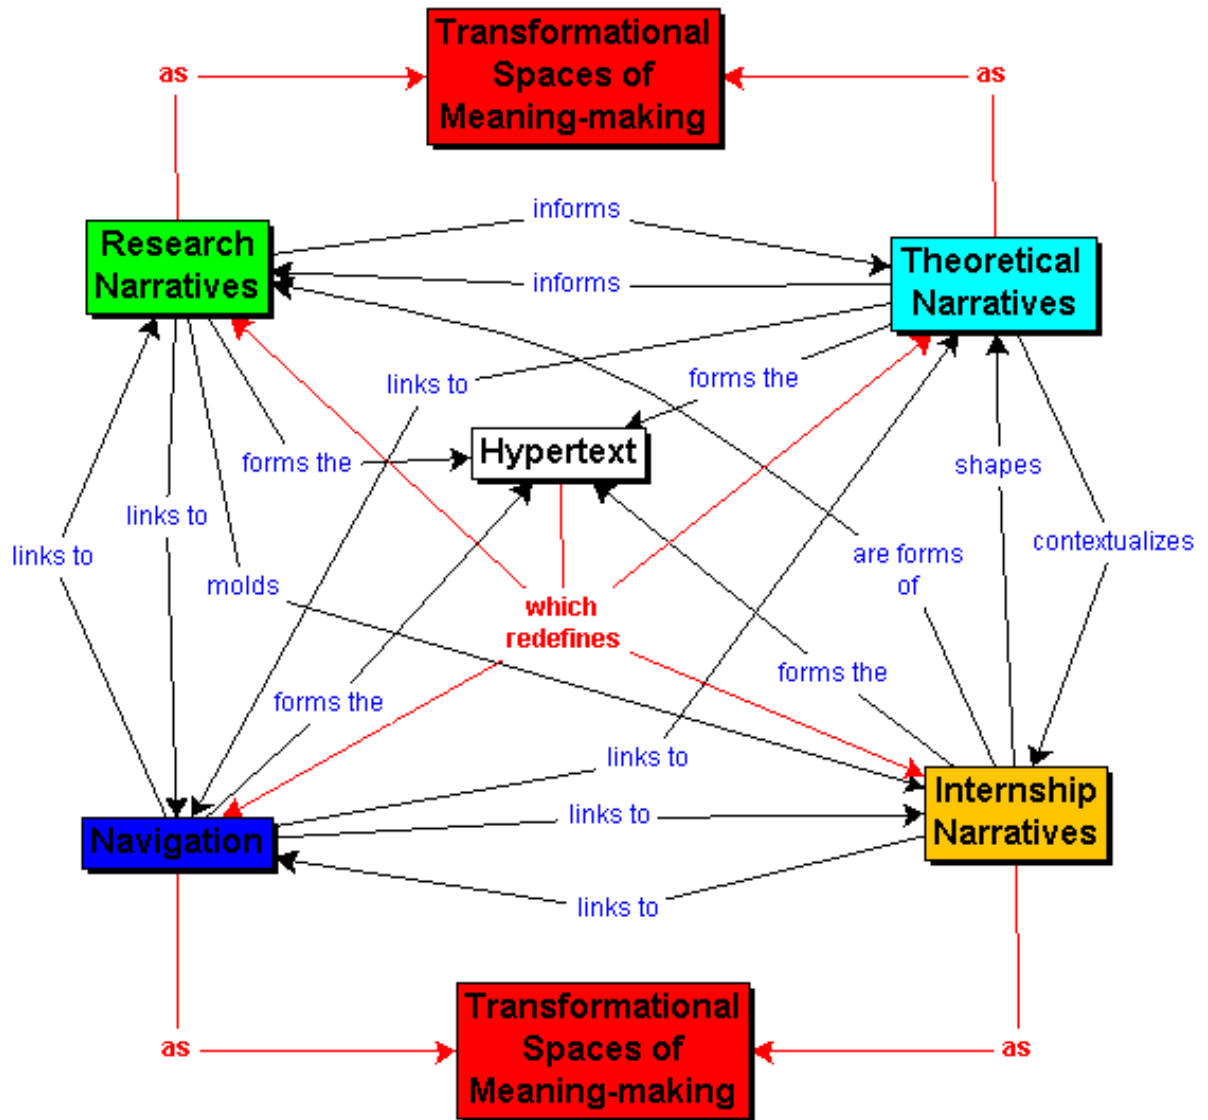 Transformational
Spaces of
Meaning-making
as
as
informs
Research
Narratives
Theoretical
Narratives
informs
links to
forms the
Hypertext
forms the
shapes
links to
links to
molds
are forms
of
contextualizes
which
redefines
forms the
forms the
links to
links to
Internship
Narratives
Navigation
links to
Transformational
Spaces of
Meaning-making
as
as